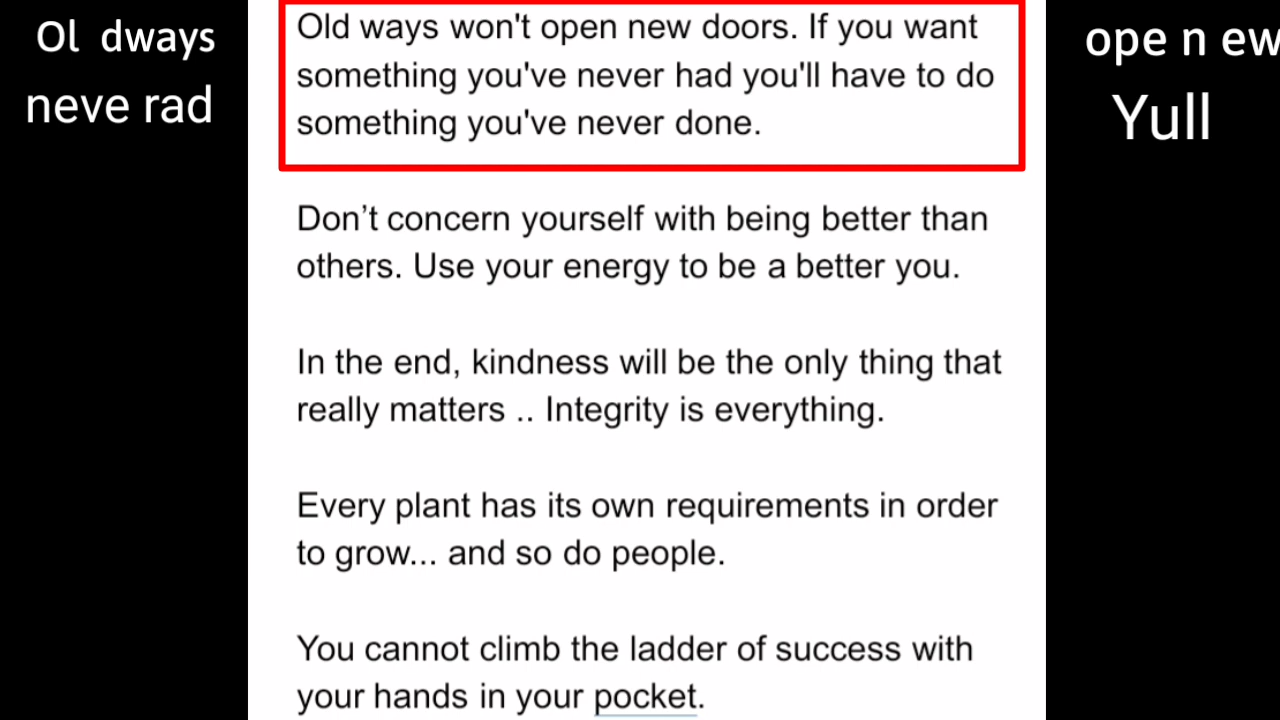 Ol dways
neve rad
Old ways won't open new doors. If you want
something you've never had you'll have to do
something you've never done.
Don’t concern yourself with being better than
others. Use your energy to be a better you.
In the end, kindness will be the only thing that
really matters .. Integrity is everything.
Every plant has its own requirements in order
to grow... and so do people.
You cannot climb the ladder of success with
your hands in your pocket.
ope n ew
Yull